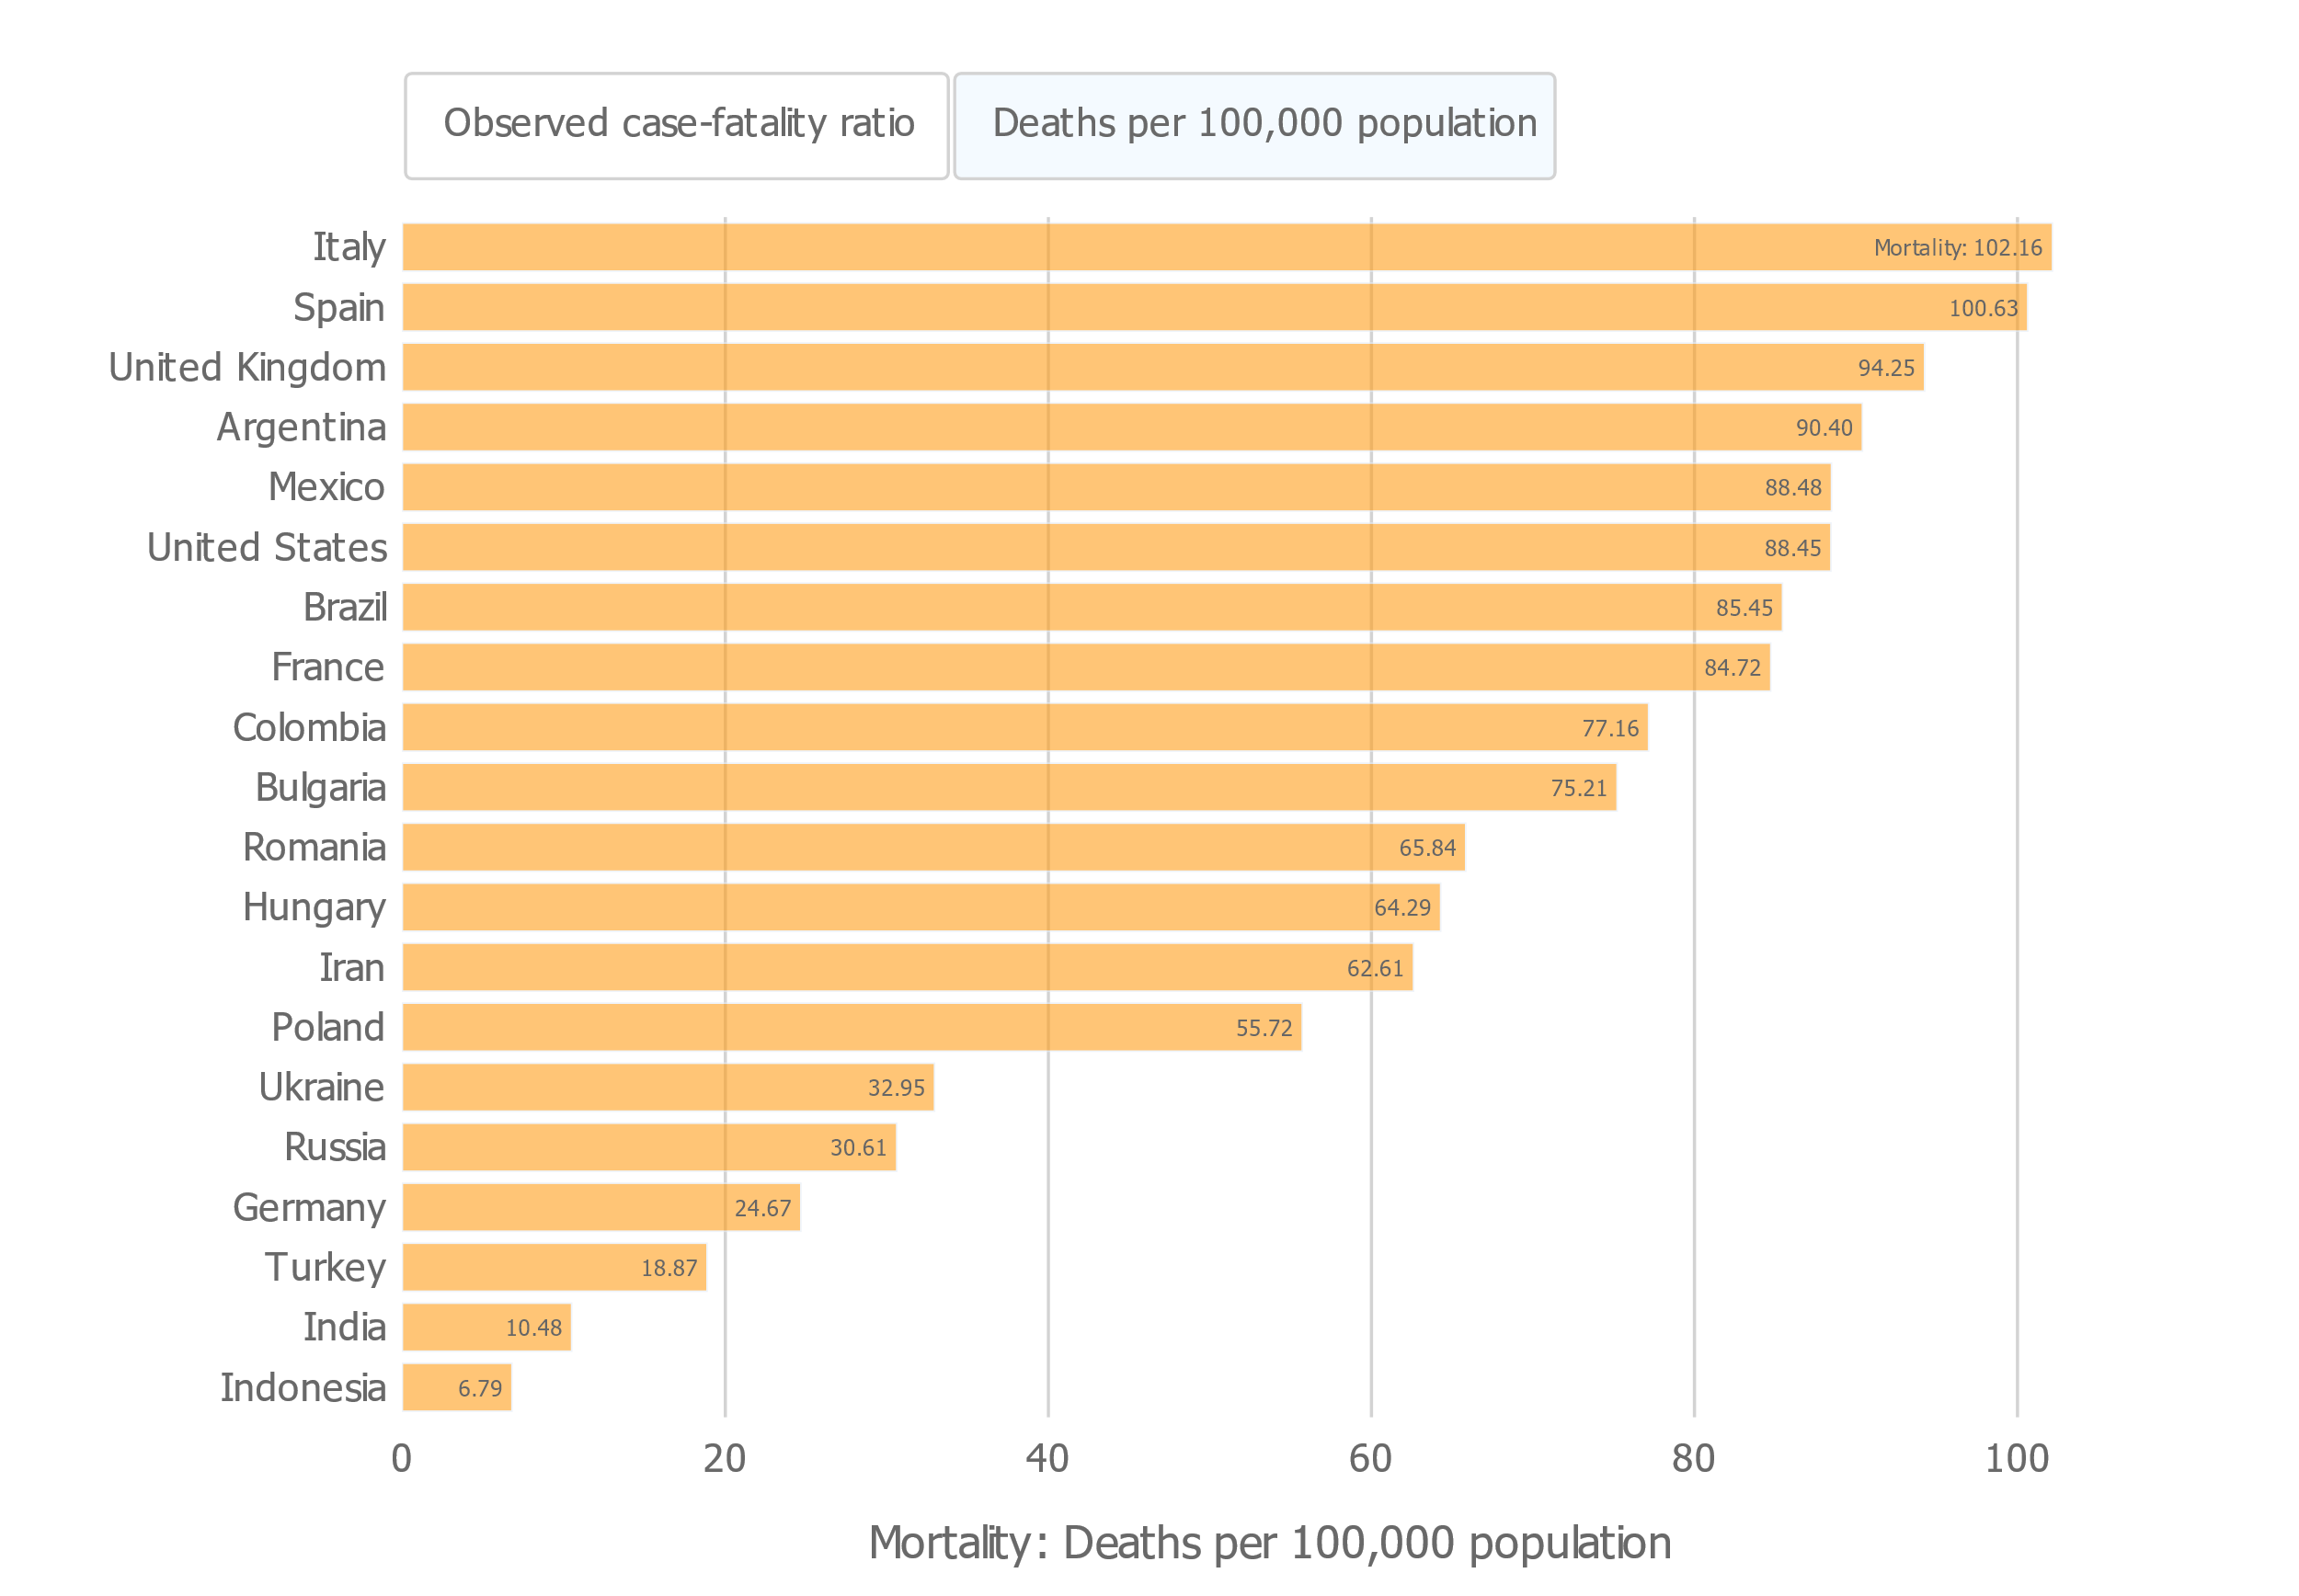 Observed case-fatality ratio
Deaths per 100,000 population
Italy Mortality: 102.16
Spain 100.63
United Kingdom 94.25
Argentina 90.40
Mexico 88.48
United States 88.45
Brazil 85.45
France 84.72
Colombia 77.16
Bulgaria 75.21
Romania 65.84
Hungary 64.29
Iran 62.61
Poland 55.72
Ukraine 32.95
Russia 30.61
Germany 24.67
Turkey 18.87
India 10.48
Indonesia 6.79
0 20 40 60 80 100
Mortality: Deaths per 100,000 population